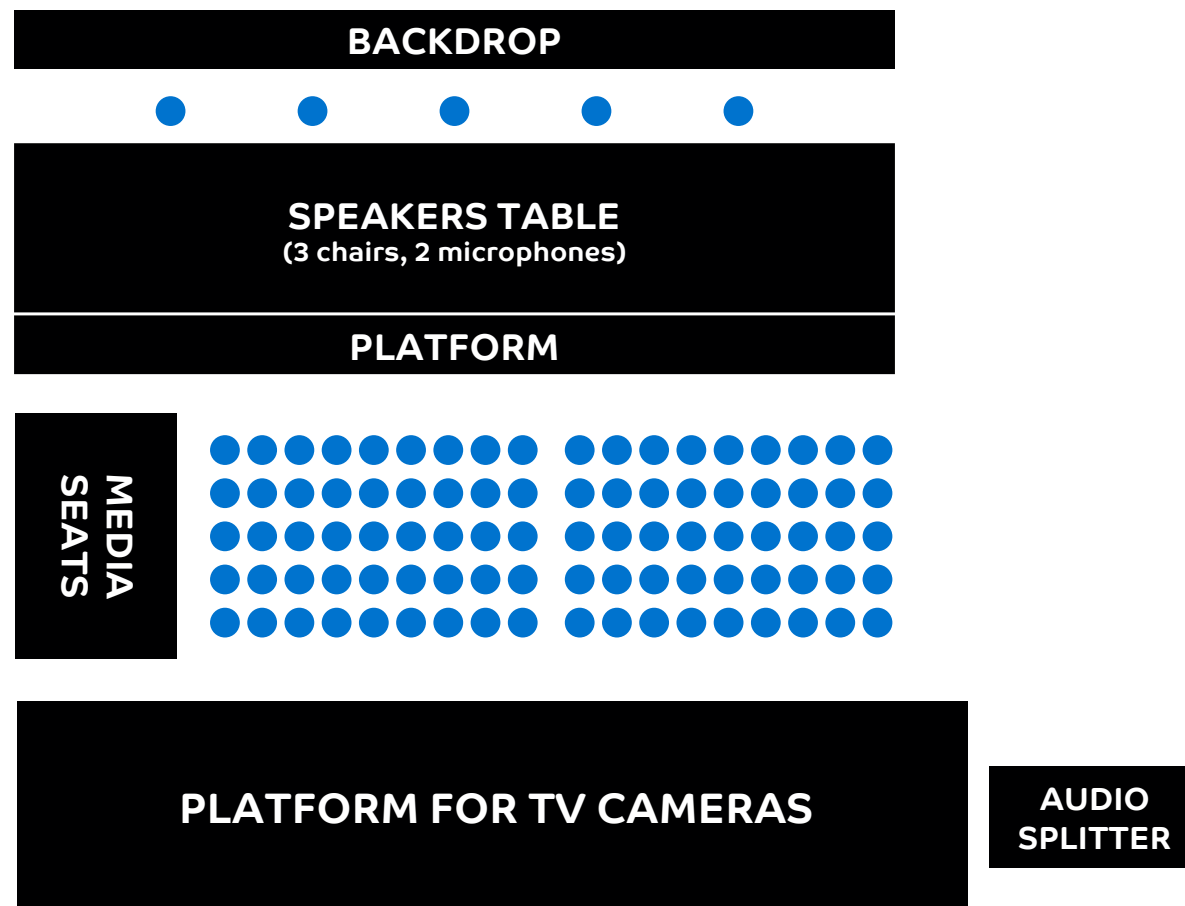 BACKDROP
SPEAKERS TABLE
(3 chairs, 2 microphones)
PLATFORM
MEDIA
SEATS
PLATFORM FOR TV CAMERAS
AUDIO
SPLITTER